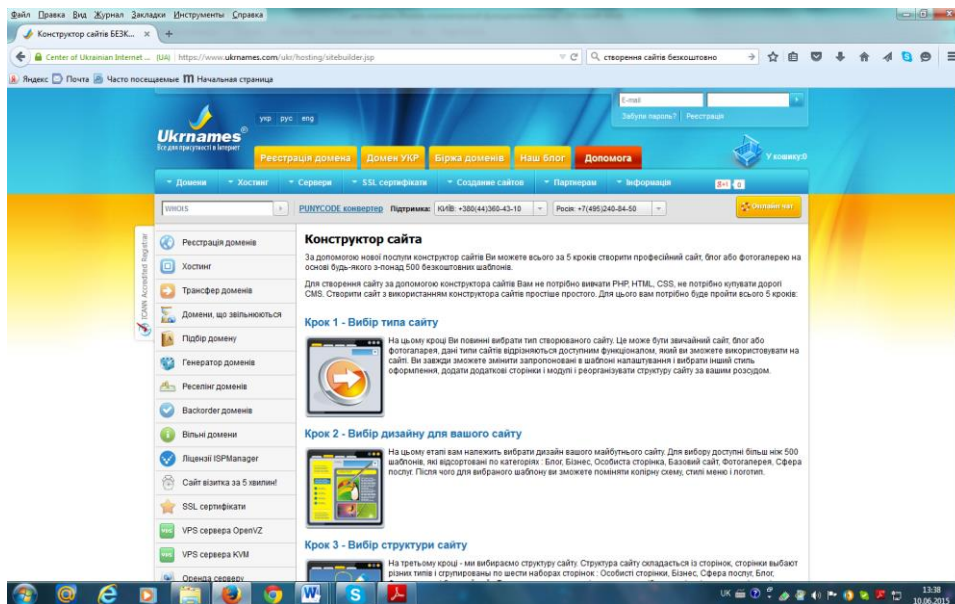 Файл Правка Вид Журнал Закладки Инструменты Справка
Конструктор сайтів БЕЗК... × +
Center of Ukrainian Internet ... (UA) https://www.ukrnames.com/ukr/hosting/sitebuilder.jsp
створення сайтів безкоштовно
Яндекс Почта Часто посещаемые Начальная страница
укр рус eng
E-mail
Забули пароль? Реєстрація
Ukrnames®
Все для присутності в Інтернет
У кошику:0
Реєстрація домена Домен УКР Біржа доменів Наш блог Допомога
Домени Хостинг Сервери SSL сертифікати Создание сайтов Партнерам Інформація
g+1 0
WHOIS PUNYCODE конвертер Підтримка: КИЇВ: +380(44)360-43-10 Росія: +7(495)240-84-50 Онлайн чат
ICANN Accredited Registrar
Реєстрація доменів
Хостинг
Трансфер доменів
Домени, що звільнюються
Підбір домену
Генератор доменів
Реселінг доменів
Backorder доменів
Вільні домени
Ліцензії ISPManager
Сайт візитка за 5 хвилин!
SSL сертифікати
VPS сервера OpenVZ
VPS сервера KVM
Оренда серверу
Конструктор сайта
За допомогою нової послуги конструктор сайтів Ви можете всього за 5 кроків створити професійний сайт, блог або фотогалерею на
основі будь-якого з-понад 500 безкоштовних шаблонів.
Для створення сайту за допомогою конструктора сайтів Вам не потрібно вивчати PHP, HTML, CSS, не потрібно купувати дорогі
CMS. Створити сайт з використанням конструктора сайтів простіше простого. Для цього вам потрібно буде пройти всього 5 кроків:
Крок 1 - Вибір типа сайту
На цьому кроці Ви повинні вибрати тип створюваного сайту. Це може бути звичайний сайт, блог або
фотогаларея, дані типи сайтів відрізняються доступним функціоналом, який ви зможете використовувати на
сайті. Ви завжди зможете змінити запропоновані в шаблоні налаштування і вибрати інший стиль
оформлення, додати додаткові сторінки і модулі і реорганізувати структуру сайту за вашим розсудом.
Крок 2 - Вибір дизайну для вашого сайту
На цьому етапі вам належить вибрати дизайн вашого майбутнього сайту. Для вибору доступні більш ніж 500
шаблонів, які відсортовані по категоріях : Блог, Бізнес, Особиста сторінка, Базовий сайт, Фотогалерея, Сфера
послуг. Після чого для вибраного шаблону ви зможете поміняти колірну схему, стилі меню і логотип.
Крок 3 - Вибір структури сайту
На третьому кроці - ми вибираємо структуру сайту. Структура сайту складається із сторінок, сторінки выбают
різних типів і сгрупированы по шести наборах сторінок : Особисті сторінки, Бізнес, Сфера послуг, Блог,
UK
13:38
10.06.2015